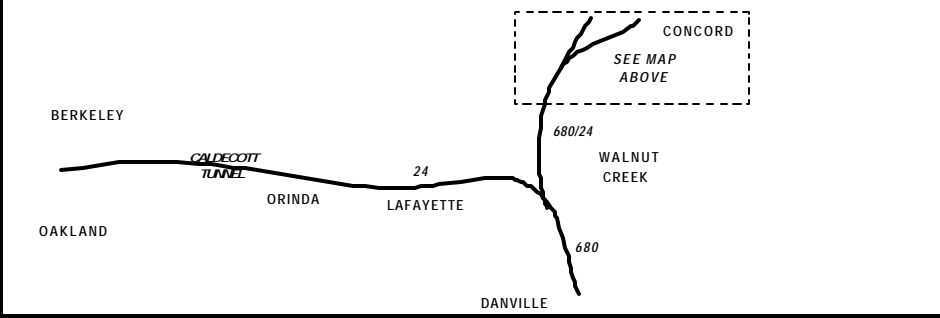 CONCORD
SEE MAP
ABOVE
BERKELEY
680/24
CALDECOTT
TUNNEL
WALNUT
CREEK
24
ORINDA
LAFAYETTE
OAKLAND
680
DANVILLE